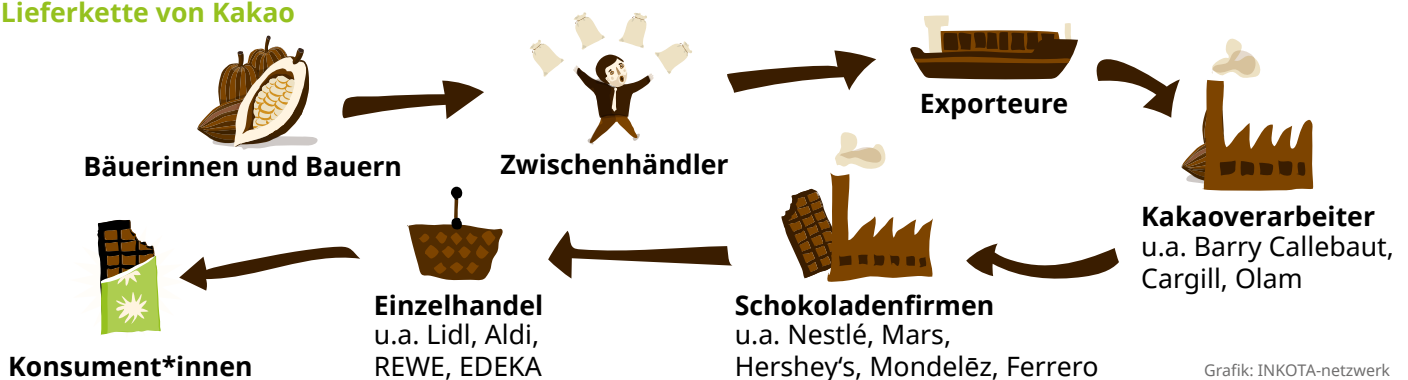 Lieferkette von Kakao
Bäuerinnen und Bauern
Zwischenhändler
Exporteure
Kakaoverarbeiter
u.a. Barry Callebaut,
Cargill, Olam
Schokoladenfirmen
u.a. Nestlé, Mars,
Hershey‘s, Mondelēz, Ferrero
Einzelhandel
u.a. Lidl, Aldi,
REWE, EDEKA
Konsument*innen
Grafik: INKOTA-netzwerk